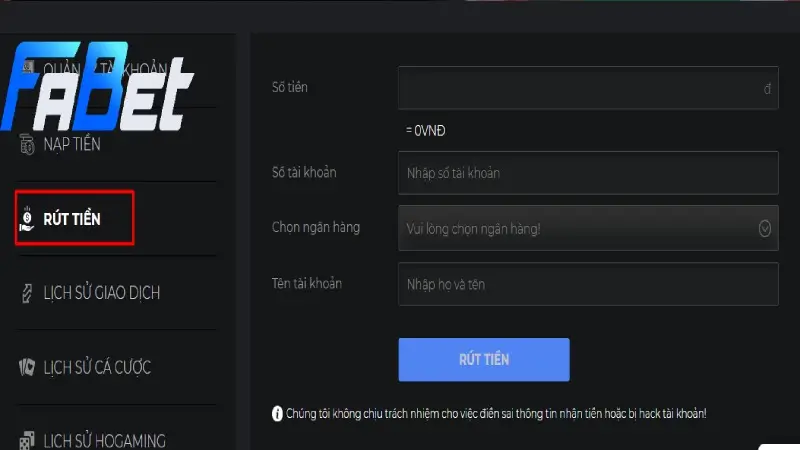 FaBet
QUẢN LÝ TÀI KHOẢN
NẠP TIỀN
RÚT TIỀN
LỊCH SỬ GIAO DỊCH
LỊCH SỬ CÁ CƯỢC
LỊCH SỬ HOGAMING
Số tiền
đ
= 0VNĐ
Số tài khoản
Nhập số tài khoản
Chọn ngân hàng
Vui lòng chọn ngân hàng!
Tên tài khoản
Nhập họ và tên
RÚT TIỀN
Chúng tôi không chịu trách nhiệm cho việc điền sai thông tin nhận tiền hoặc bị hack tài khoản!